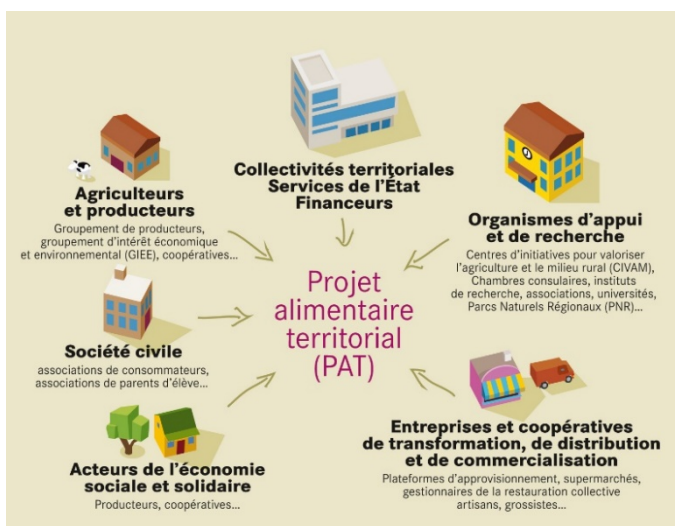 Collectivités territoriales
Services de l'État
Financeurs
Agriculteurs
et producteurs
Groupement de producteurs,
groupement d'intérêt économique
et environnemental (GIEE), coopératives...
Organismes d'appui
et de recherche
Centres d'initiatives pour valoriser
l'agriculture et le milieu rural (CIVAM),
Chambres consulaires, instituts
de recherche, associations, universités,
Parcs Naturels Régionaux (PNR)...
Projet
alimentaire
territorial
(PAT)
Société civile
associations de consommateurs,
associations de parents d'élève...
Acteurs de l'économie
sociale et solidaire
Producteurs, coopératives...
Entreprises et coopératives
de transformation, de distribution
et de commercialisation
Plateformes d'approvisionnement, supermarchés,
gestionnaires de la restauration collective
artisans, grossistes...